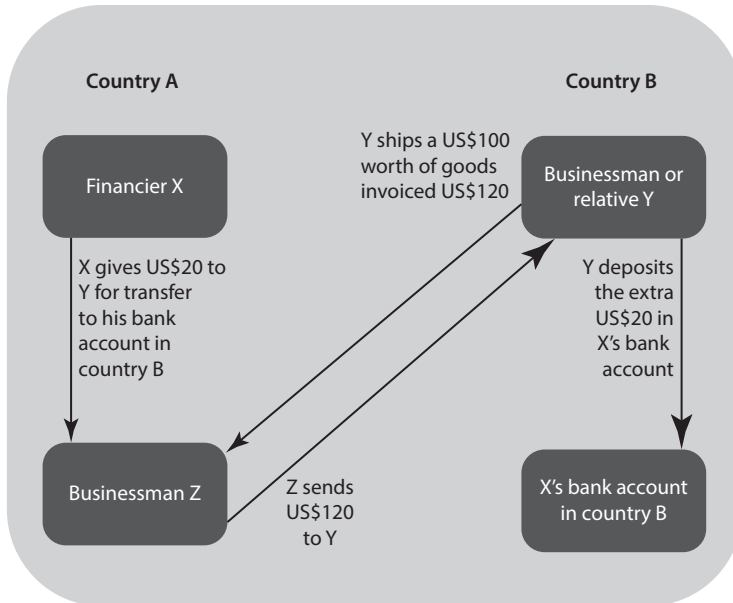 Country A
Country B
Financier X
Y ships a US$100
worth of goods
invoiced US$120
Businessman or
relative Y
X gives US$20 to
Y for transfer
to his bank
account in
country B
Y deposits
the extra
US$20 in
X's bank
account
Businessman Z
Z sends
US$120
to Y
X's bank account
in country B